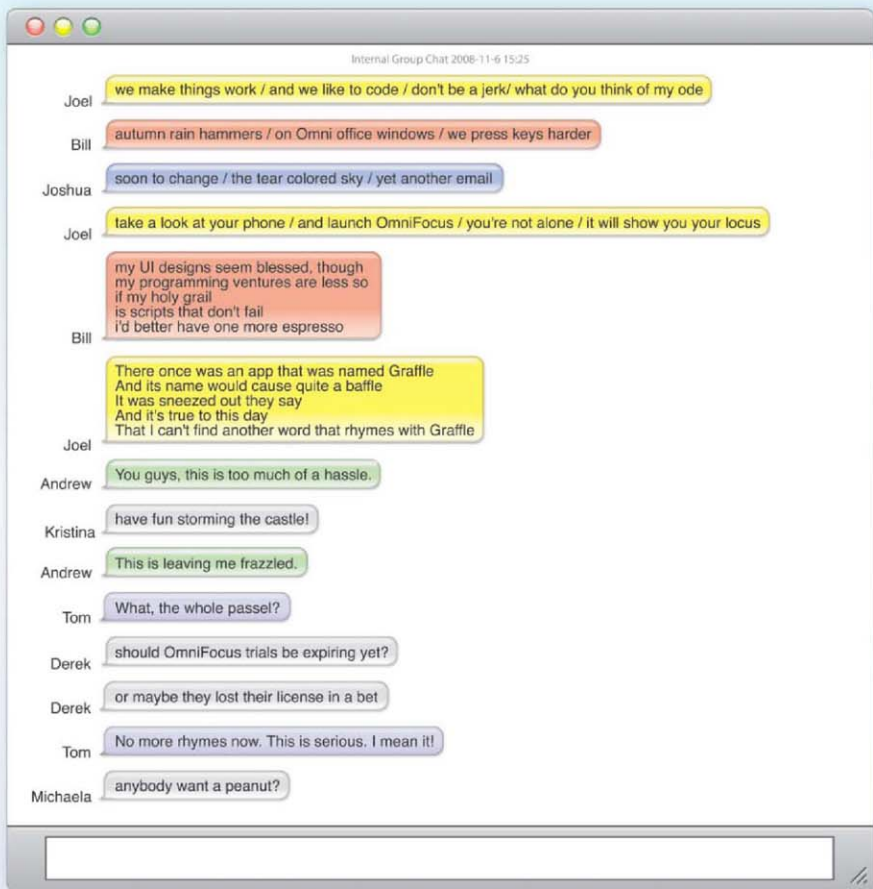 Internal Group Chat 2008-11-6 15:25
we make things work / and we like to code / don't be a jerk/ what do you think of my ode
Joel
autumn rain hammers / on Omni office windows / we press keys harder
Bill
soon to change / the tear colored sky / yet another email
Joshua
take a look at your phone / and launch OmniFocus / you're not alone / it will show you your locus
Joel
my UI designs seem blessed, though
my programming ventures are less so
if my holy grail
is scripts that don't fail
i'd better have one more espresso
Bill
There once was an app that was named Graffle
And its name would cause quite a baffle
It was sneezed out they say
And it's true to this day
That I can't find another word that rhymes with Graffle
Joel
You guys, this is too much of a hassle.
Andrew
have fun storming the castle!
Kristina
This is leaving me frazzled.
Andrew
What, the whole passel?
Tom
should OmniFocus trials be expiring yet?
Derek
or maybe they lost their license in a bet
Derek
No more rhymes now. This is serious. I mean it!
Tom
anybody want a peanut?
Michaela